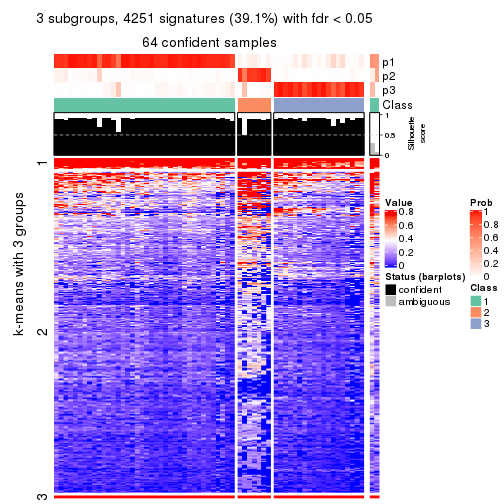 3 subgroups, 4251 signatures (39.1%) with fdr < 0.05
64 confident samples
p1
p2
p3
Class
1
0.5
0
Silhouette
score
k-means with 3 groups
1
2
3
Value
0.8
0.6
0.4
0.2
0
Status (barplots)
confident
ambiguous
Prob
1
0.8
0.6
0.4
0.2
0
Class
1
2
3